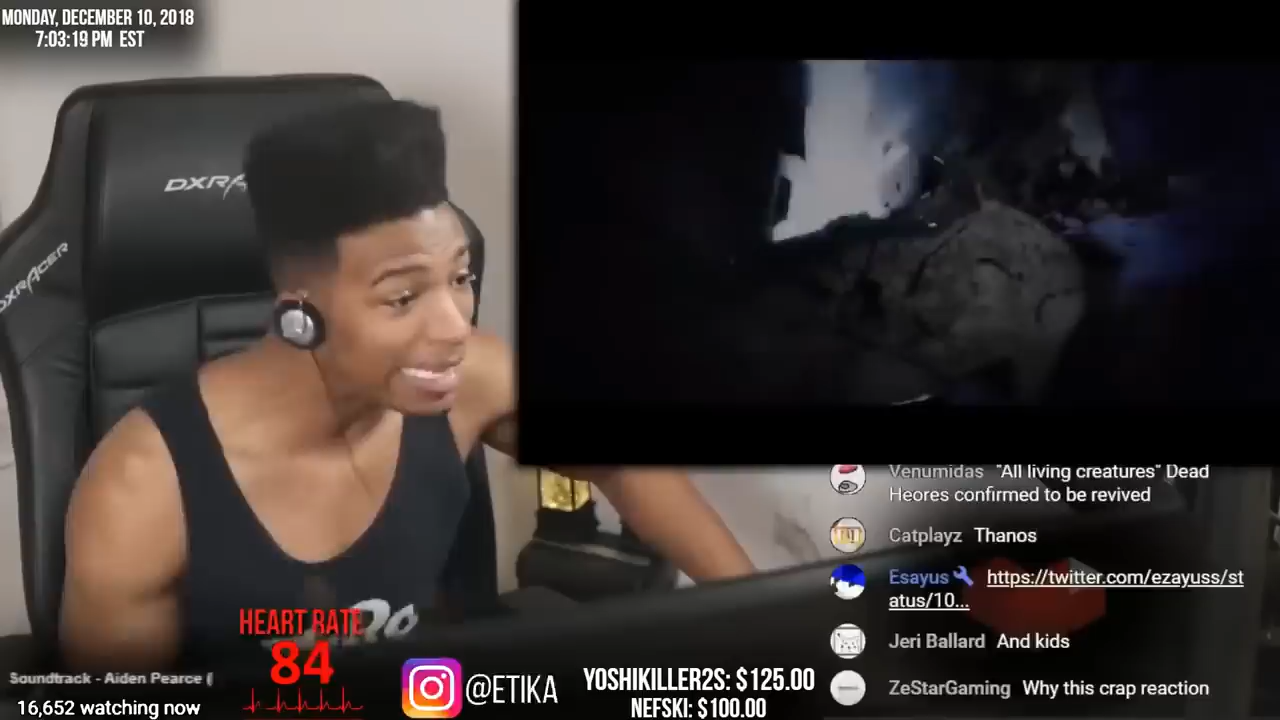 MONDAY, DECEMBER 10, 2018
7:03:19 PM EST
DXRA
DXRACER
Venumidas "All living creatures" Dead
Heores confirmed to be revived
Catplayz Thanos
Esayus https://twitter.com/ezayuss/st
atus/10...
Jeri Ballard And kids
ZeStarGaming Why this crap reaction
HEART RATE
84
Soundtrack - Aiden Pearce (
16,652 watching now
@ETIKA
YOSHIKILLER2S: $125.00
NEFSKI: $100.00